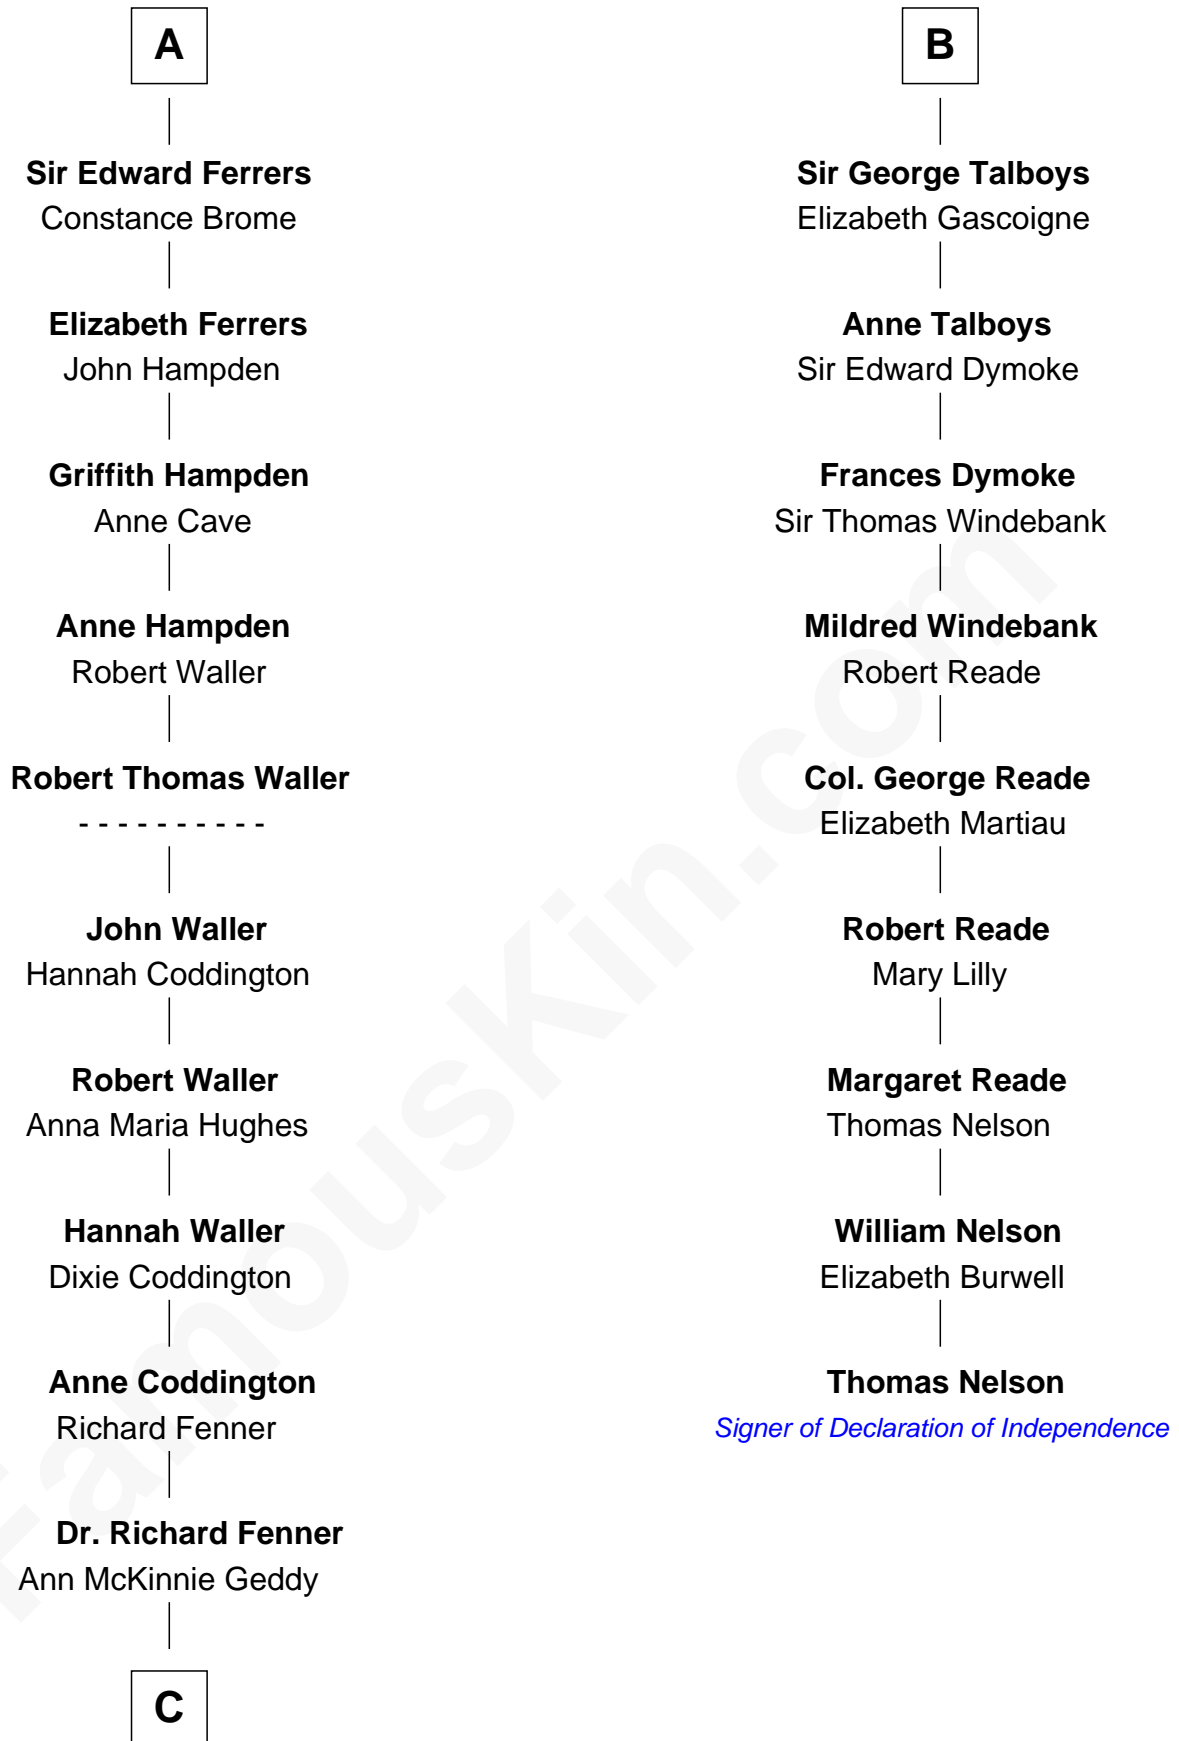 A
Sir Edward Ferrers
Constance Brome
Elizabeth Ferrers
John Hampden
Griffith Hampden
Anne Cave
Anne Hampden
Robert Waller
Robert Thomas Waller
- - - - - - - - - -
John Waller
Hannah Coddington
Robert Waller
Anna Maria Hughes
Hannah Waller
Dixie Coddington
Anne Coddington
Richard Fenner
Dr. Richard Fenner
Ann McKinnie Geddy
C
B
Sir George Talboys
Elizabeth Gascoigne
Anne Talboys
Sir Edward Dymoke
Frances Dymoke
Sir Thomas Windebank
Mildred Windebank
Robert Reade
Col. George Reade
Elizabeth Martiau
Robert Reade
Mary Lilly
Margaret Reade
Thomas Nelson
William Nelson
Elizabeth Burwell
Thomas Nelson
Signer of Declaration of Independence
FamousKin.com